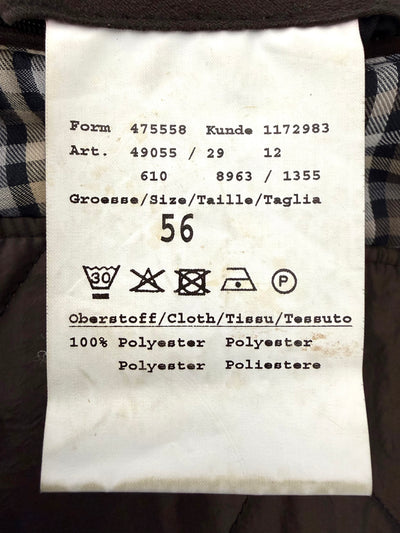 Form 475558 Kunde 1172983
Art. 49055 / 29 12
610 8963 / 1355
Groesse/Size/Taille/Taglia
56
30 P
Oberstoff/Cloth/Tissu/Tessuto
100% Polyester Polyester
Polyester Poliestere